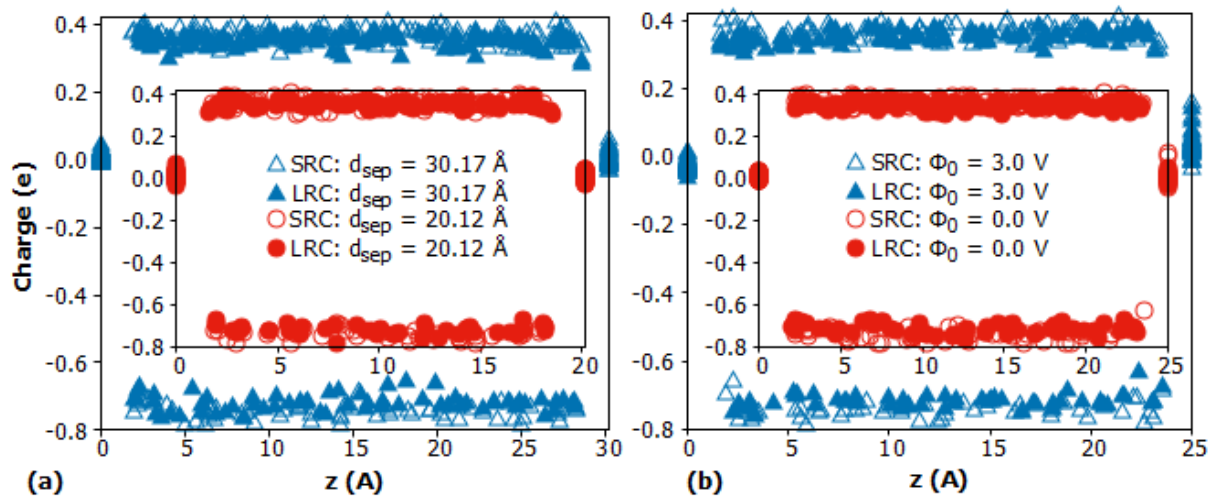 0.4
0.2
0.0
-0.2
-0.4
-0.6
-0.8
Charge (e)
0 5 10 15 20 25 30
z (A)
(a)
0.4
0.2
0.0
-0.2
-0.4
-0.6
-0.8
0 5 10 15 20
SRC: dsep = 30.17 Å
LRC: dsep = 30.17 Å
SRC: dsep = 20.12 Å
LRC: dsep = 20.12 Å
0.4
0.2
0.0
-0.2
-0.4
-0.6
-0.8
5 10 15 20 25
z (A)
(b)
0.4
0.2
0.0
-0.2
-0.4
-0.6
-0.8
0 5 10 15 20 25
SRC: Φ0 = 3.0 V
LRC: Φ0 = 3.0 V
SRC: Φ0 = 0.0 V
LRC: Φ0 = 0.0 V